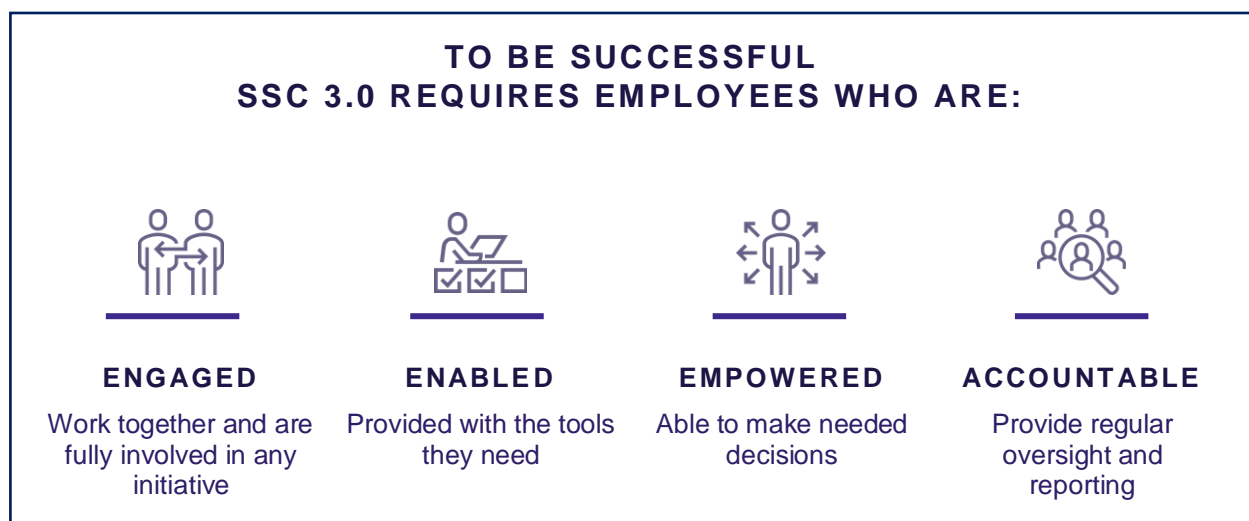 TO BE SUCCESSFUL
SSC 3.0 REQUIRES EMPLOYEES WHO ARE:
ENGAGED
Work together and are
fully involved in any
initiative
ENABLED
Provided with the tools
they need
EMPOWERED
Able to make needed
decisions
ACCOUNTABLE
Provide regular
oversight and
reporting